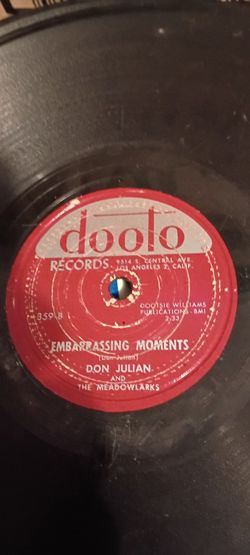 dooto
RECORDS
9514 S. CENTRAL AVE.
LOS ANGELES 2, CALIF.
DOOTSIE WILLIAMS
PUBLICATIONS - BMI
2:33
359 B
EMBARRASSING MOMENTS
(Don Julian)
DON JULIAN
AND
THE MEADOWLARKS